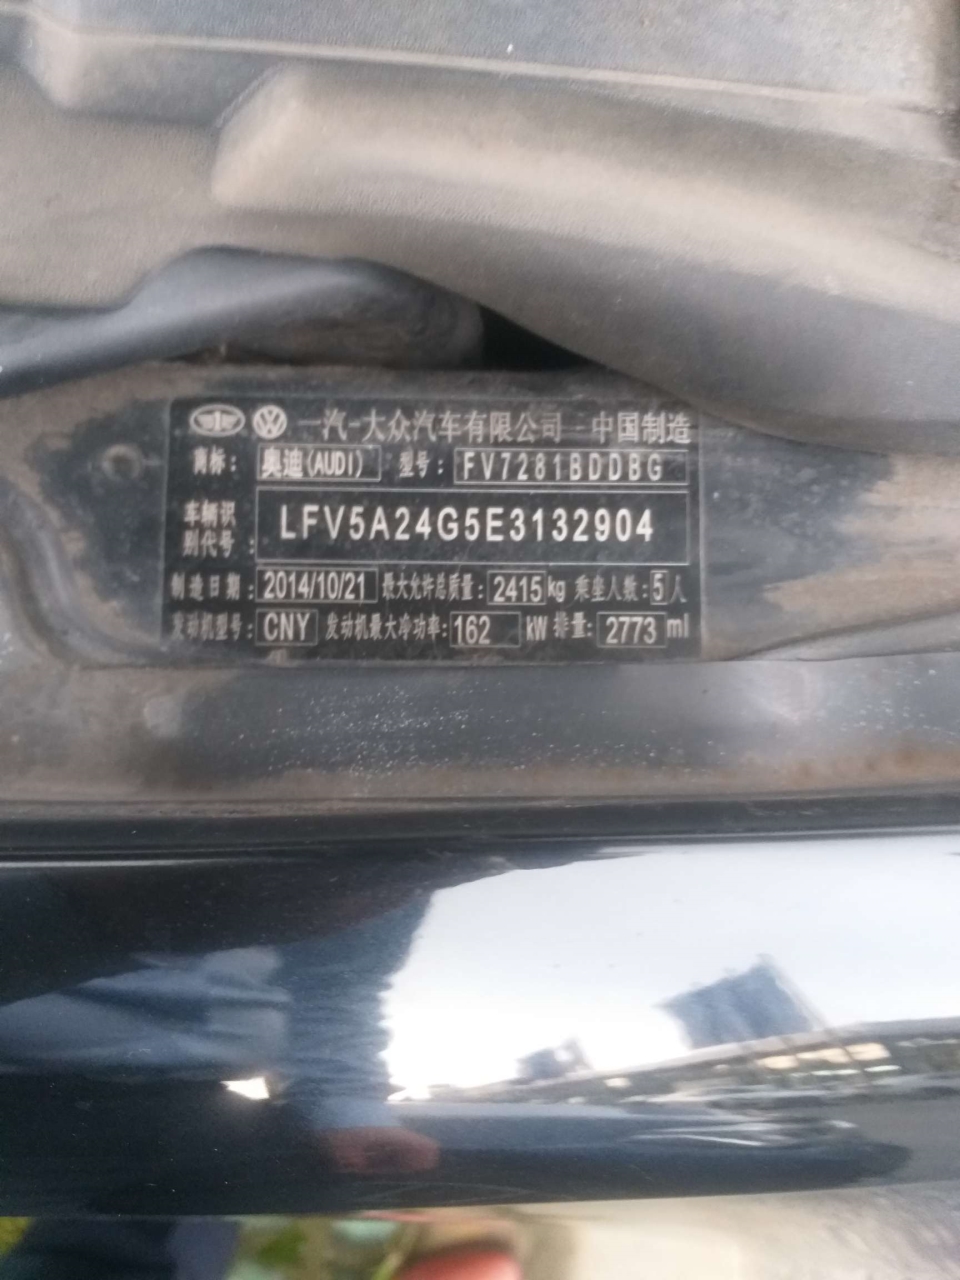 一汽-大众汽车有限公司 中国制造
商标: 奥迪(AUDI) 型号: FV7281BDDBG
车辆识别代号: LFV5A24G5E3132904
制造日期: 2014/10/21 最大允许总质量: 2415 kg 乘坐人数: 5 人
发动机型号: CNY 发动机最大净功率: 162 kW 排量: 2773 ml